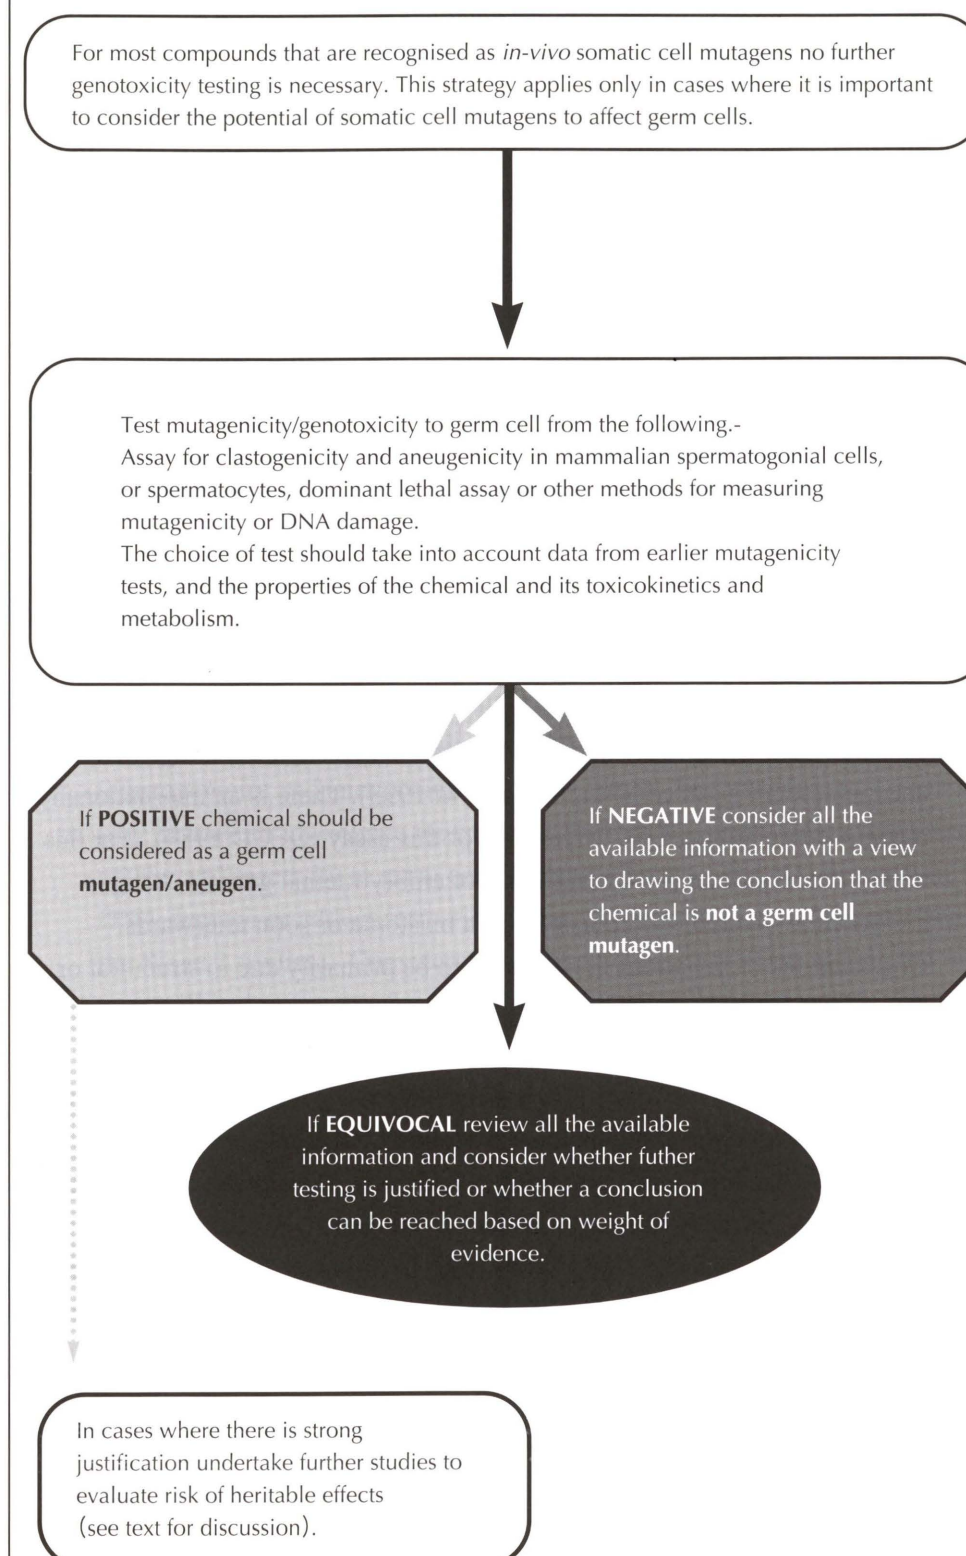 For most compounds that are recognised as in-vivo somatic cell mutagens no further
genotoxicity testing is necessary. This strategy applies only in cases where it is important
to consider the potential of somatic cell mutagens to affect germ cells.
Test mutagenicity/genotoxicity to germ cell from the following.-
Assay for clastogenicity and aneugenicity in mammalian spermatogonial cells,
or spermatocytes, dominant lethal assay or other methods for measuring
mutagenicity or DNA damage.
The choice of test should take into account data from earlier mutagenicity
tests, and the properties of the chemical and its toxicokinetics and
metabolism.
If POSITIVE chemical should be
considered as a germ cell
mutagen/aneugen.
If NEGATIVE consider all the
available information with a view
to drawing the conclusion that the
chemical is not a germ cell
mutagen.
If EQUIVOCAL review all the available
information and consider whether futher
testing is justified or whether a conclusion
can be reached based on weight of
evidence.
In cases where there is strong
justification undertake further studies to
evaluate risk of heritable effects
(see text for discussion).